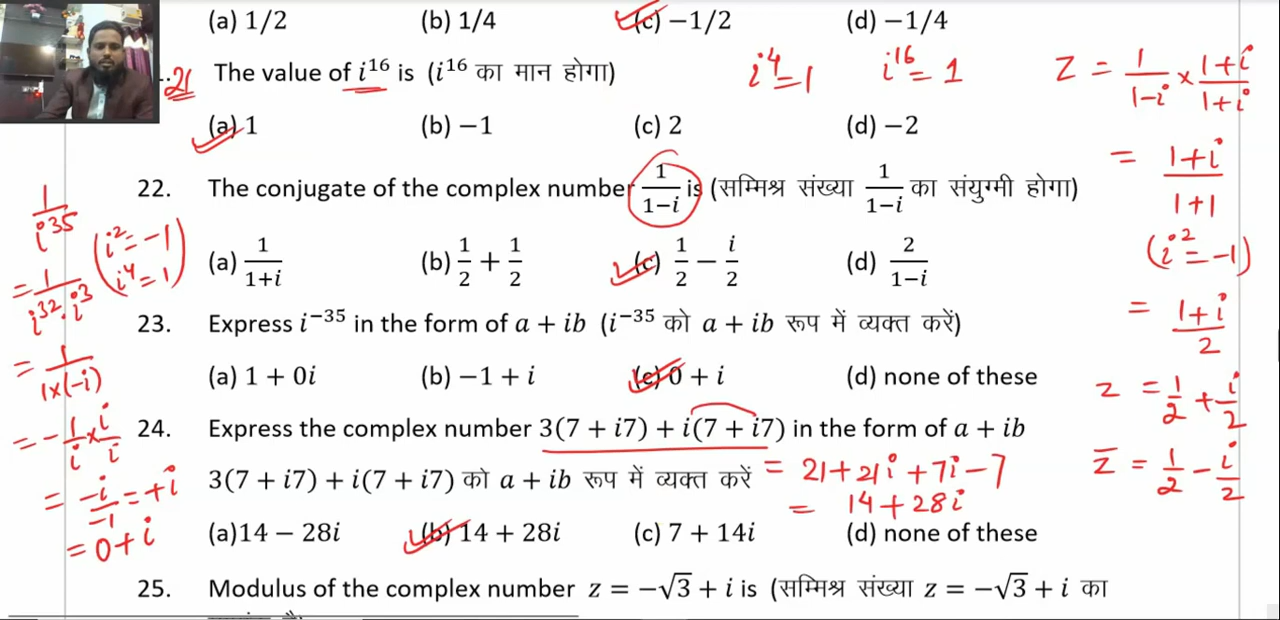 (a) 1/2 (b) 1/4 (c) −1/2 (d) −1/4
21 The value of i¹⁶ is (i¹⁶ का मान होगा)
i⁴=1 i¹⁶=1
(a) 1 (b) −1 (c) 2 (d) −2
22. The conjugate of the complex number 1/(1−i) is (सम्मिश्र संख्या 1/(1−i) का संयुग्मी होगा)
(a) 1/(1+i) (b) 1/2 + 1/2 (c) 1/2 − i/2 (d) 2/(1−i)
z = 1/(1−i) × (1+i)/(1+i)
= (1+i)/(1+1)
(i²=−1)
= (1+i)/2
z = 1/2 + i/2
z̅ = 1/2 − i/2
23. Express i⁻³⁵ in the form of a + ib (i⁻³⁵ को a + ib रूप में व्यक्त करें)
(a) 1 + 0i (b) −1 + i (c) 0 + i (d) none of these
1/i³⁵
(i²=−1
i⁴=1)
= 1/(i³²·i³)
= 1/(1×(−i))
= −1/i × i/i
= −i/−1 = +i
= 0+i
24. Express the complex number 3(7 + i7) + i(7 + i7) in the form of a + ib
3(7 + i7) + i(7 + i7) को a + ib रूप में व्यक्त करें
= 21+21i+7i−7
= 14+28i
(a)14 − 28i (b) 14 + 28i (c) 7 + 14i (d) none of these
25. Modulus of the complex number z = −√3 + i is (सम्मिश्र संख्या z = −√3 + i का